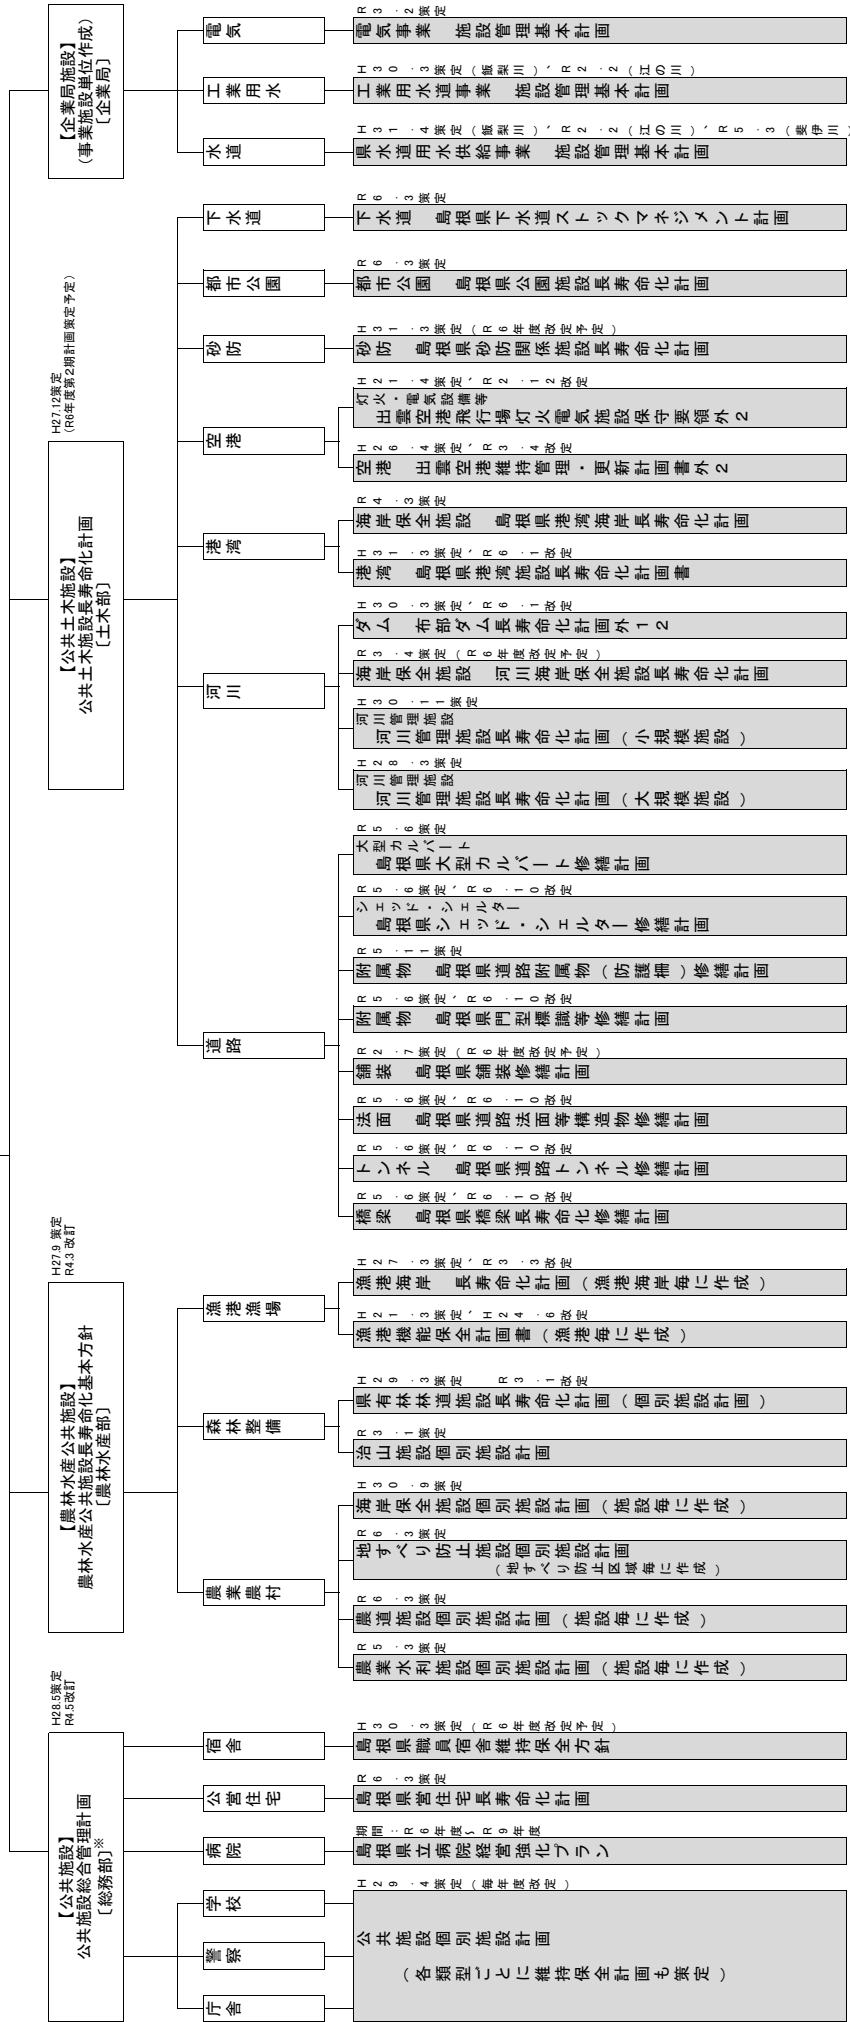 【公共施設】
公共施設総合管理計画
［総務部］※
H28.5策定
R4.5改訂
庁舎
警察
学校
公共施設個別施設計画
（各類型ごとに維持保全計画も策定）
H29．4策定（毎年度改定）
病院
島根県立病院経営強化プラン
期間：R6年度～R9年度
公営住宅
島根県営住宅長寿命化計画
R6．3策定
宿舎
島根県職員宿舎維持保全方針
H30．3策定（R6年度改定予定）
【農林水産公共施設】
農林水産公共施設長寿命化基本方針
［農林水産部］
H27.9 策定
R4.3 改訂
農業農村
農業水利施設個別施設計画（施設毎に作成）
R5．3策定
農道施設個別施設計画（施設毎に作成）
R6．3策定
地すべり防止施設個別施設計画
（地すべり防止区域毎に作成）
R6．3策定
海岸保全施設個別施設計画（施設毎に作成）
H30．9策定
森林整備
治山施設個別施設計画
R3．1策定
県有林林道施設長寿命化計画（個別施設計画）
H29．3策定　R3．1改定
漁港漁場
漁港機能保全計画書（漁港毎に作成）
H21．3策定、H24．6改定
漁港海岸　長寿命化計画（漁港海岸毎に作成）
H27．3策定、R3．3改定
【公共土木施設】
公共土木施設長寿命化計画
［土木部］
H27.12策定
（R6年度第2期計画策定予定）
道路
橋梁　島根県橋梁長寿命化修繕計画
R5．6策定、R6．10改定
トンネル　島根県道路トンネル修繕計画
R5．6策定、R6．10改定
法面　島根県道路法面等構造物修繕計画
R5．6策定、R6．10改定
舗装　島根県舗装修繕計画
R2．7策定（R6年度改定予定）
附属物　島根県門型標識等修繕計画
R5．6策定、R6．10改定
附属物　島根県道路附属物（防護柵）修繕計画
R5．11策定
シェッド・シェルター
島根県シェッド・シェルター修繕計画
R5．6策定、R6．10改定
大型カルバート
島根県大型カルバート修繕計画
R5．6策定
河川
河川管理施設
河川管理施設長寿命化計画（大規模施設）
H28．3策定
河川管理施設
河川管理施設長寿命化計画（小規模施設）
H30．11策定
海岸保全施設　河川海岸保全施設長寿命化計画
R3．4策定（R6年度改定予定）
ダム　布部ダム長寿命化計画外12
H30．3策定、R6．1改定
港湾
港湾　島根県港湾施設長寿命化計画書
H31．3策定、R6．1改定
海岸保全施設　島根県港湾海岸長寿命化計画
R4．3策定
空港
空港　出雲空港維持管理・更新計画書外2
H26．4策定、R3．4改定
灯火・電気設備等
出雲空港飛行場灯火電気施設保守要領外2
H21．4策定、R2．12改定
砂防
砂防　島根県砂防関係施設長寿命化計画
H31．3策定（R6年度改定予定）
都市公園
都市公園　島根県公園施設長寿命化計画
R6．3策定
下水道
下水道　島根県下水道ストックマネジメント計画
R6．3策定
【企業局施設】
（事業施設単位作成）
［企業局］
水道
県水道用水供給事業　施設管理基本計画
H31．4策定（飯梨川）、R2．2（江の川）、R5．3（斐伊川）
工業用水
工業用水道事業　施設管理基本計画
H30．3策定（飯梨川）、R2．2（江の川）
電気
電気事業　施設管理基本計画
R3．2策定